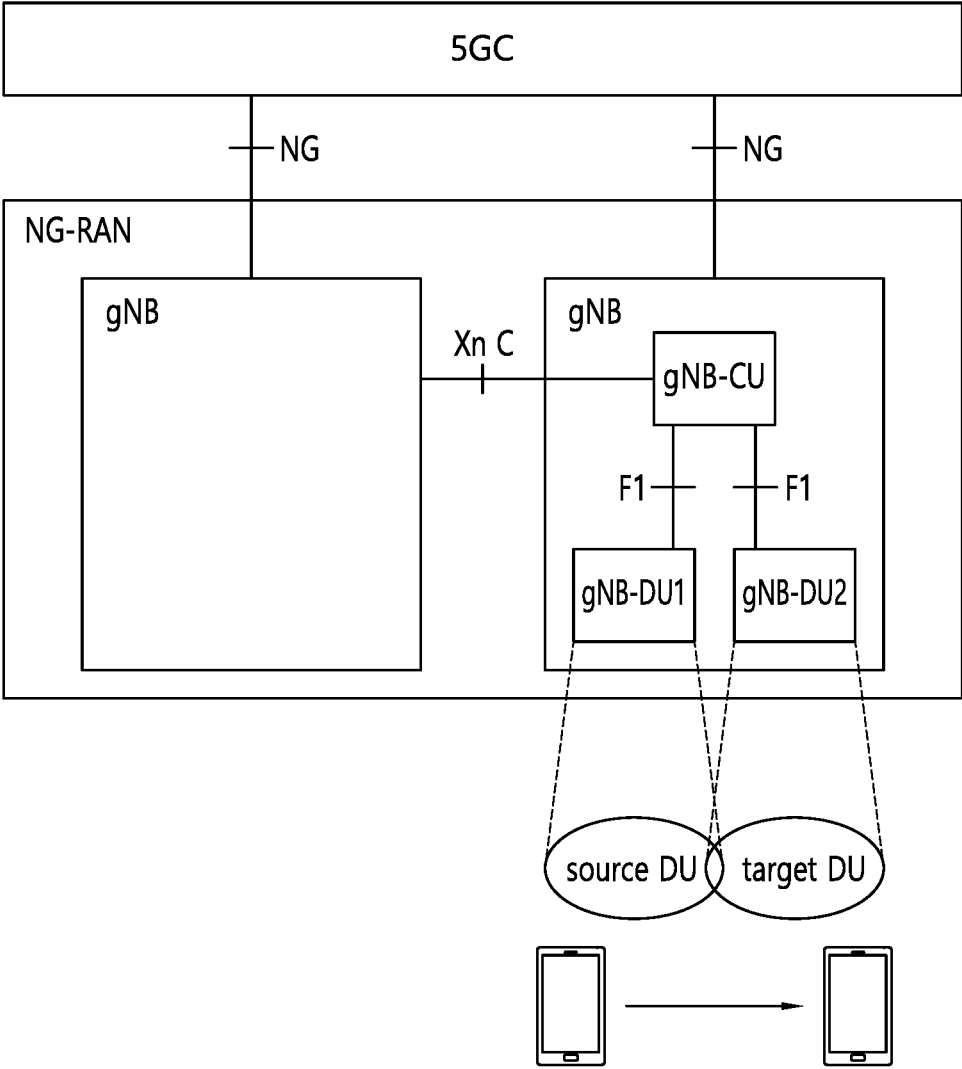 5GC
NG
NG
NG-RAN
gNB
gNB
Xn C
gNB-CU
F1
F1
gNB-DU1
gNB-DU2
source DU
target DU